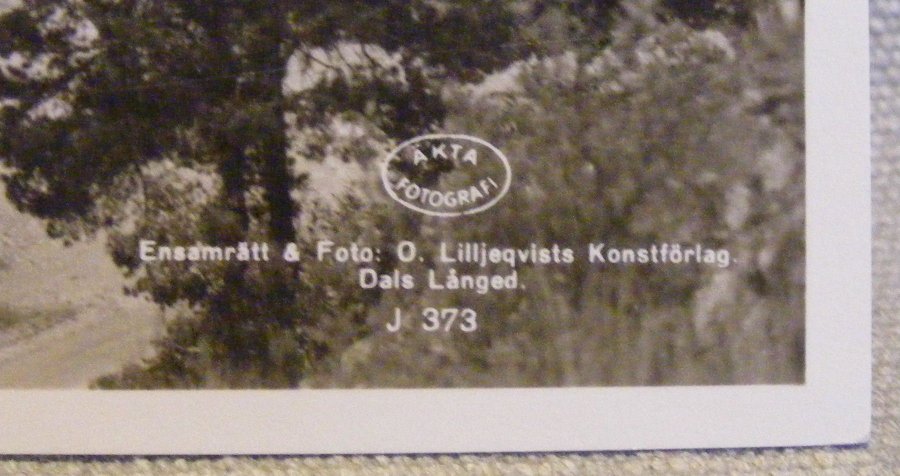 ÄKTA
FOTOGRAFI
Ensamrätt & Foto: O. Lilljeqvists Konstförlag.
Dals Långed.
J 373